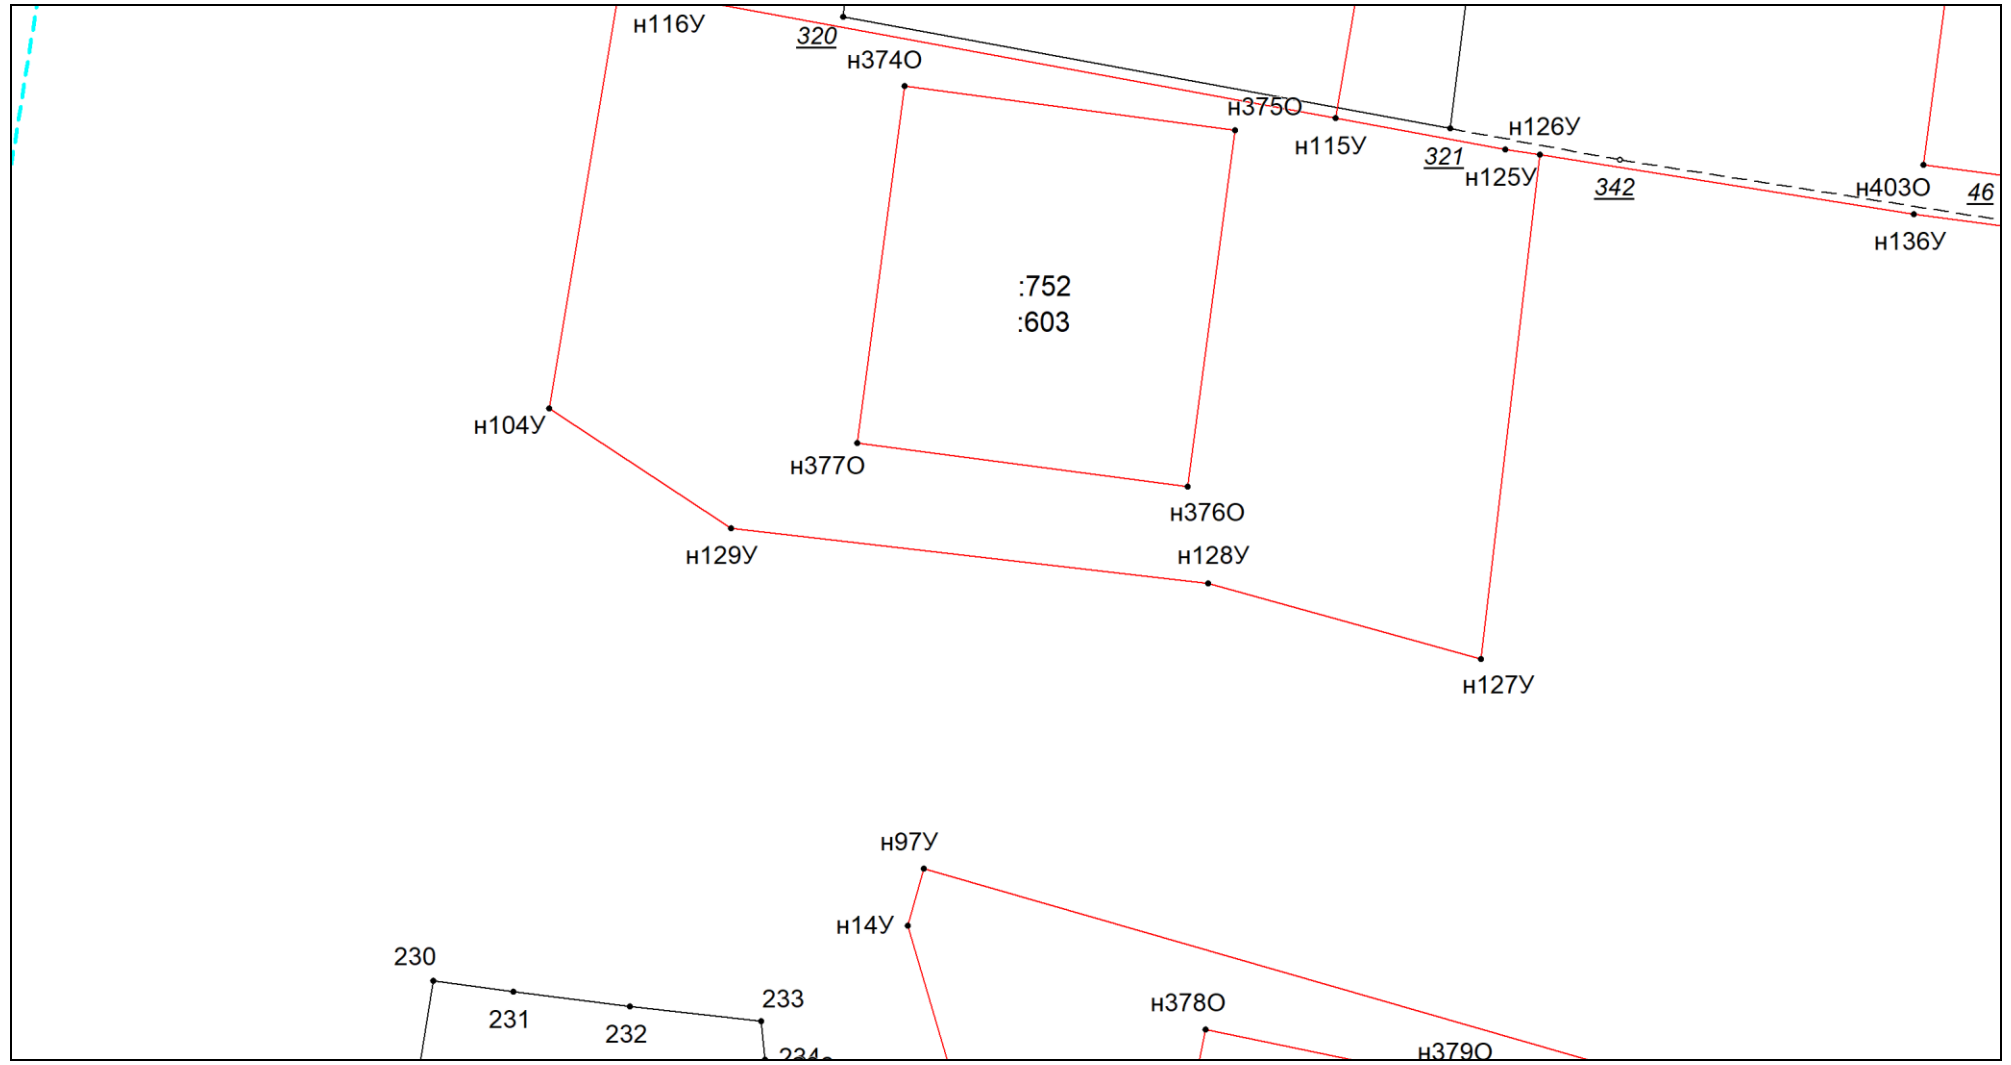 н116У
320
н374О
н375О
н126У
н115У
321
н125У
342
н403О
46
н136У
:752
:603
н104У
н377О
н376О
н129У
н128У
н127У
н97У
н14У
230
233
н378О
231
232
н379О
234